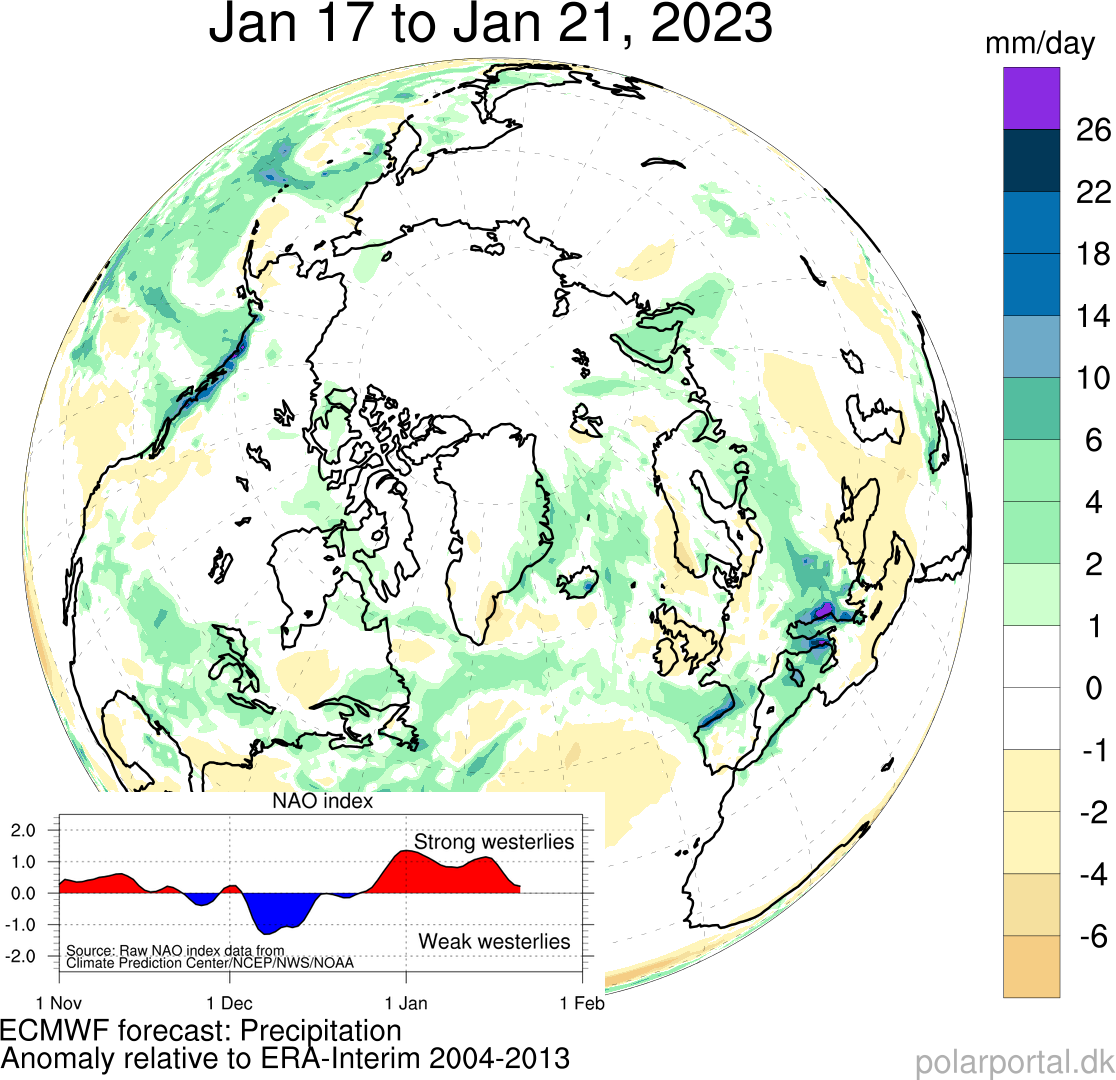 Jan 17 to Jan 21, 2023
mm/day
26
22
18
14
10
6
4
2
1
0
-1
-2
-4
-6
NAO index
2.0
1.0
0.0
-1.0
-2.0
Strong westerlies
Weak westerlies
Source: Raw NAO index data from
Climate Prediction Center/NCEP/NWS/NOAA
1 Nov 1 Dec 1 Jan 1 Feb
ECMWF forecast: Precipitation
Anomaly relative to ERA-Interim 2004-2013
polarportal.dk